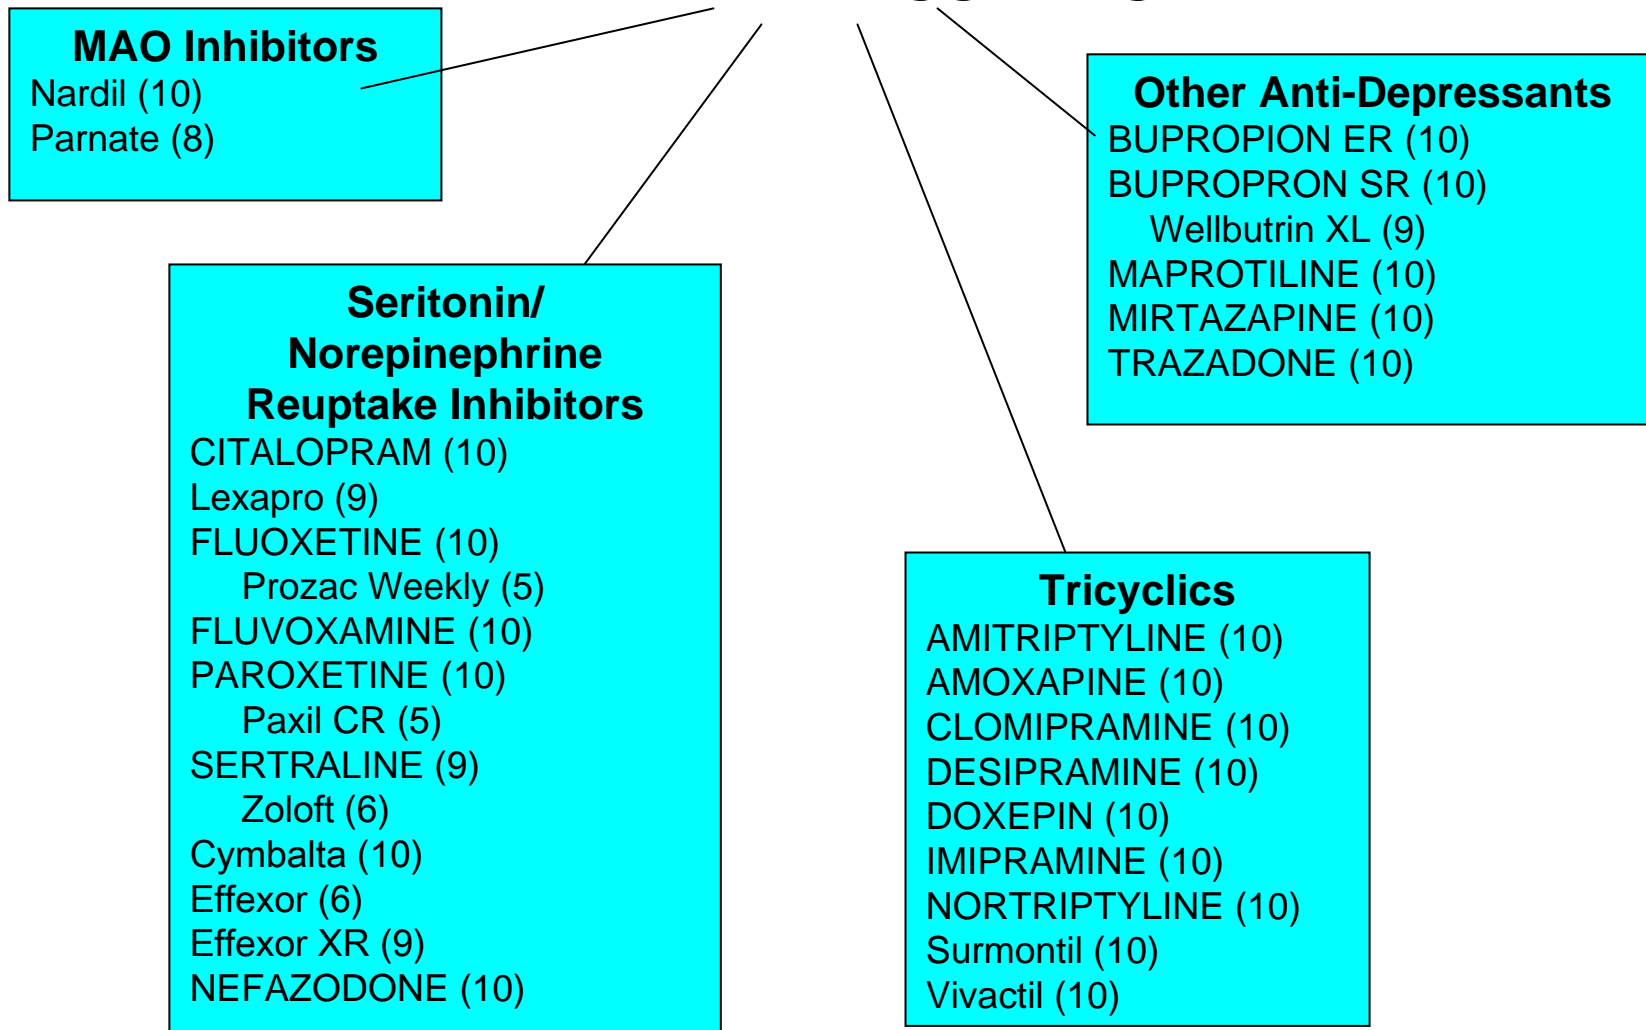 MAO Inhibitors
Nardil (10)
Parnate (8)
Other Anti-Depressants
BUPROPION ER (10)
BUPROPRON SR (10)
Wellbutrin XL (9)
MAPROTILINE (10)
MIRTAZAPINE (10)
TRAZADONE (10)
Seritonin/
Norepinephrine
Reuptake Inhibitors
CITALOPRAM (10)
Lexapro (9)
FLUOXETINE (10)
Prozac Weekly (5)
FLUVOXAMINE (10)
PAROXETINE (10)
Paxil CR (5)
SERTRALINE (9)
Zoloft (6)
Cymbalta (10)
Effexor (6)
Effexor XR (9)
NEFAZODONE (10)
Tricyclics
AMITRIPTYLINE (10)
AMOXAPINE (10)
CLOMIPRAMINE (10)
DESIPRAMINE (10)
DOXEPIN (10)
IMIPRAMINE (10)
NORTRIPTYLINE (10)
Surmontil (10)
Vivactil (10)